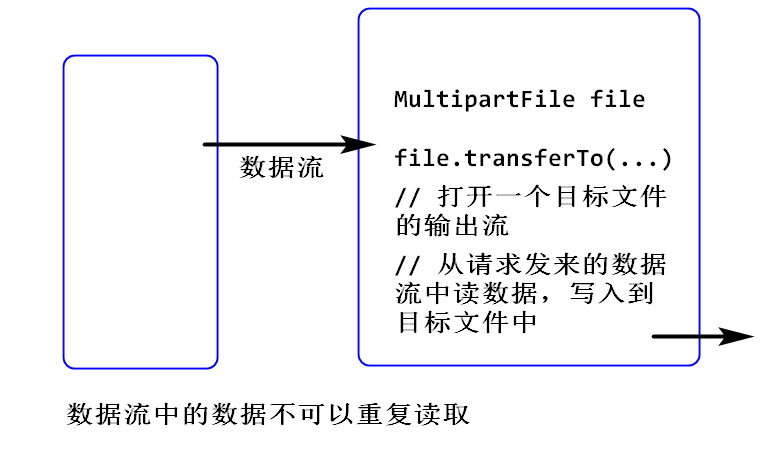 MultipartFile file
数据流
file.transferTo(...)
// 打开一个目标文件
的输出流
// 从请求发来的数据
流中读数据，写入到
目标文件中
数据流中的数据不可以重复读取